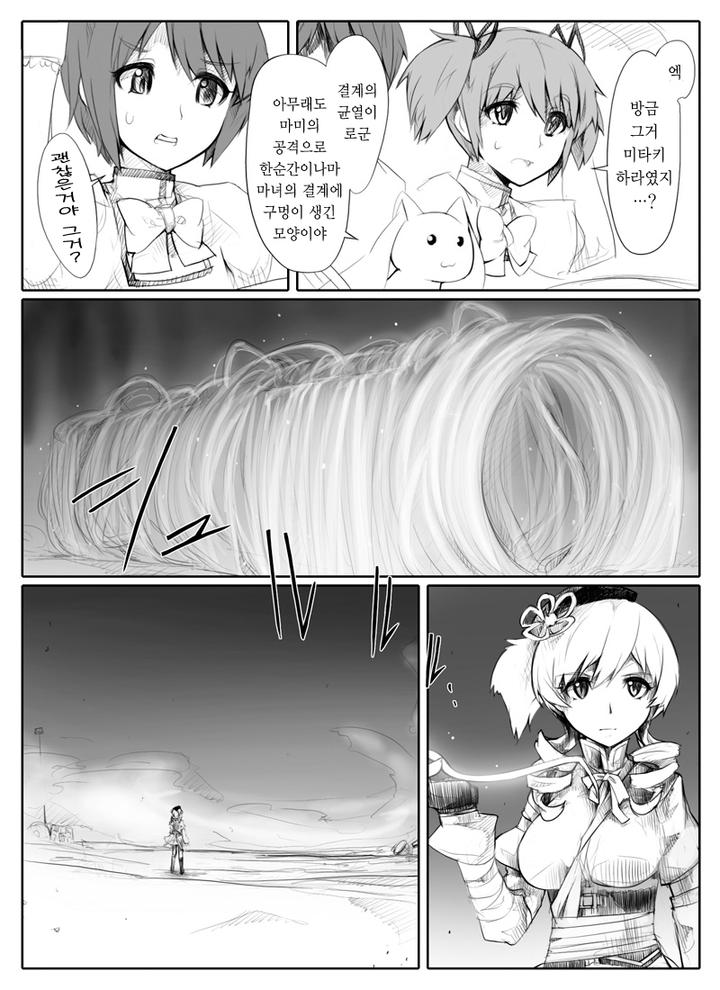 엑
방금
그거
미타키
하라였지
…?
결계의
균열이
로군
아무래도
마미의
공격으로
한순간이나마
마녀의 결계에
구멍이 생긴
모양이야
괜찮은거야 그거?